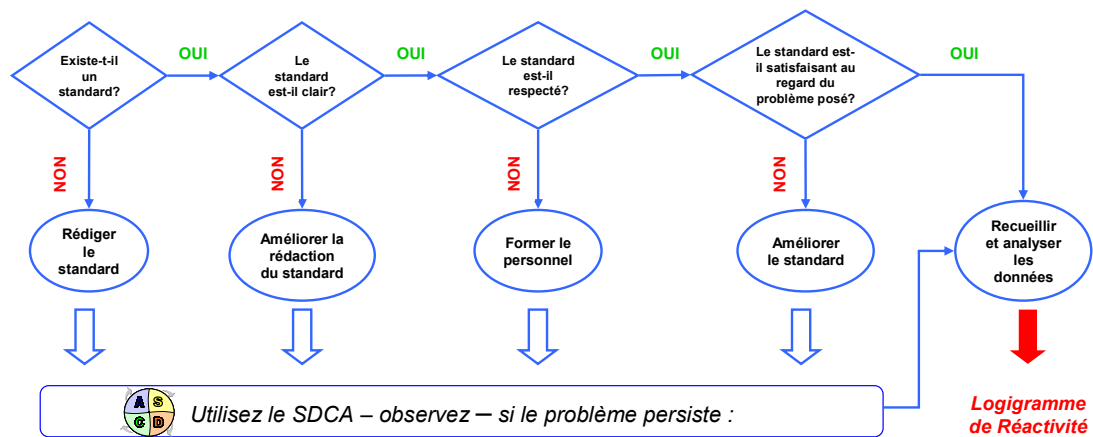 Existe-t-il
un
standard?
OUI
Le
standard
est-il clair?
OUI
Le standard
est-il
respecté?
OUI
Le standard est-
il satisfaisant au
regard du
problème posé?
OUI
NON
NON
NON
NON
Rédiger
le
standard
Améliorer la
rédaction
du standard
Former le
personnel
Améliorer
le standard
Recueillir
et analyser
les
données
A S
C D
Utilisez le SDCA – observez – si le problème persiste :
Logigramme
de Réactivité